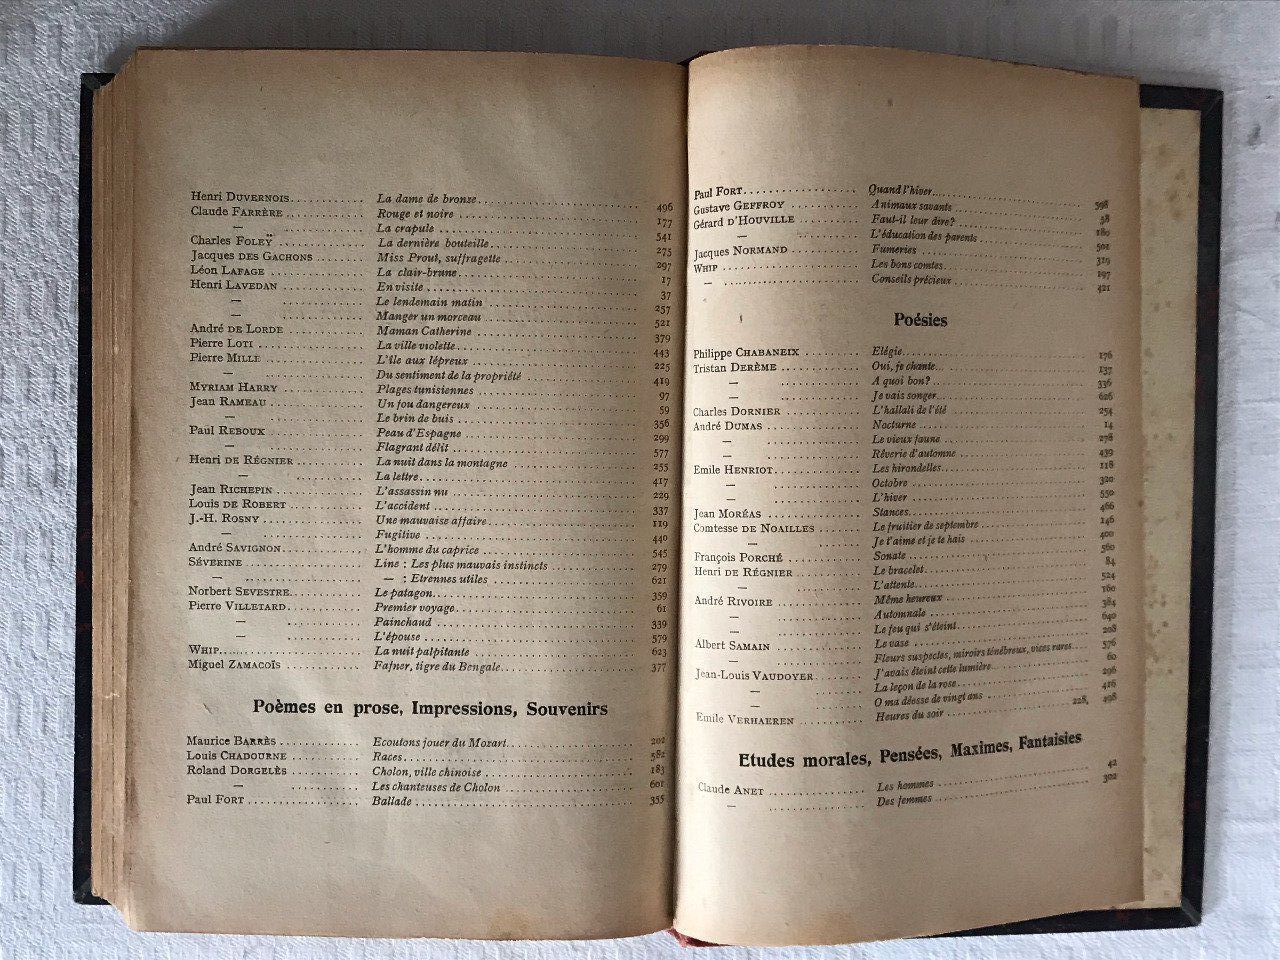 Henri DUVERNOIS........... La dame de bronze........... 496
Claude FARRÈRE ........... Rouge et noire ........... 177
— ........... La crapule ........... 541
Charles FOLEŸ ........... La dernière bouteille........... 275
Jacques DES GACHONS ....... Miss Prout, suffragette ........... 297
Léon LAFAGE ........... La clair-brune........... 17
Henri LAVEDAN ........... En visite ........... 37
— ........... Le lendemain matin ........... 257
— ........... Manger un morceau ........... 521
André DE LORDE ........... Maman Catherine ........... 379
Pierre LOTI ........... La ville violette........... 443
Pierre MILLE ........... L'île aux lépreux ........... 225
— ........... Du sentiment de la propriété ........... 419
Myriam HARRY ........... Plages tunisiennes ........... 97
Jean RAMEAU ........... Un fou dangereux ........... 59
— ........... Le brin de buis ........... 356
Paul REBOUX ........... Peau d'Espagne ........... 299
— ........... Flagrant délit ........... 577
Henri DE RÉGNIER ........... La nuit dans la montagne ........... 255
— ........... La lettre........... 417
Jean RICHEPIN ........... L'assassin nu ........... 229
Louis DE ROBERT ........... L'accident ........... 337
J.-H. ROSNY ........... Une mauvaise affaire........... 119
— ........... Fugitive ........... 440
André SAVIGNON........... L'homme du caprice ........... 545
SÉVERINE ........... Line : Les plus mauvais instincts ........... 279
— ........... — : Etrennes utiles ........... 621
Norbert SEVESTRE........... Le patagon........... 359
Pierre VILLETARD........... Premier voyage........... 61
— ........... Painchaud ........... 339
— ........... L'épouse ........... 579
WHIP........... La nuit palpitante ........... 623
Miguel ZAMACOÏS ........... Fafner, tigre du Bengale........... 377
Poèmes en prose, Impressions, Souvenirs
Maurice BARRÈS ........... Ecoutons jouer du Mozart........... 202
Louis CHADOURNE ........... Races........... 582
Roland DORGELÈS ........... Cholon, ville chinoise ........... 183
— ........... Les chanteuses de Cholon ........... 601
Paul FORT ........... Ballade ........... 355
Paul FORT........... Quand l'hiver........... 598
Gustave GEFFROY ........... Animaux savants ........... 58
Gérard D'HOUVILLE ........... Faut-il leur dire? ........... 180
— ........... L'éducation des parents ........... 502
Jacques NORMAND ........... Fumeries ........... 329
WHIP ........... Les bons comtes........... 197
— ........... Conseils précieux ........... 421
Poésies
Philippe CHABANEIX ........... Elégie........... 176
Tristan DERÈME ........... Oui, je chante........... 137
— ........... A quoi bon? ........... 336
— ........... Je vais songer........... 626
Charles DORNIER ........... L'hallali de l'été ........... 254
André DUMAS ........... Nocturne ........... 14
— ........... Le vieux faune ........... 278
— ........... Rêverie d'automne ........... 439
Emile HENRIOT........... Les hirondelles........... 118
— ........... Octobre ........... 320
— ........... L'hiver ........... 550
Jean MORÉAS ........... Stances........... 466
Comtesse DE NOAILLES ........... Le fruitier de septembre ........... 146
— ........... Je t'aime et je te hais ........... 400
François PORCHÉ ........... Sonate ........... 560
Henri DE RÉGNIER ........... Le bracelet........... 84
— ........... L'attente........... 524
André RIVOIRE ........... Même heureux ........... 160
— ........... Automnale ........... 384
— ........... Le feu qui s'éteint ........... 640
Albert SAMAIN ........... Le vase ........... 208
— ........... Fleurs suspectes, miroirs ténébreux, vices rares.... 576
Jean-Louis VAUDOYER........... J'avais éteint cette lumière........... 60
— ........... La leçon de la rose........... 296
— ........... O ma déesse de vingt ans ........... 416
Emile VERHAEREN ........... Heures du soir ........... 228, 498
Etudes morales, Pensées, Maximes, Fantaisies
Claude ANET ........... Les hommes ........... 42
— ........... Des femmes ........... 302